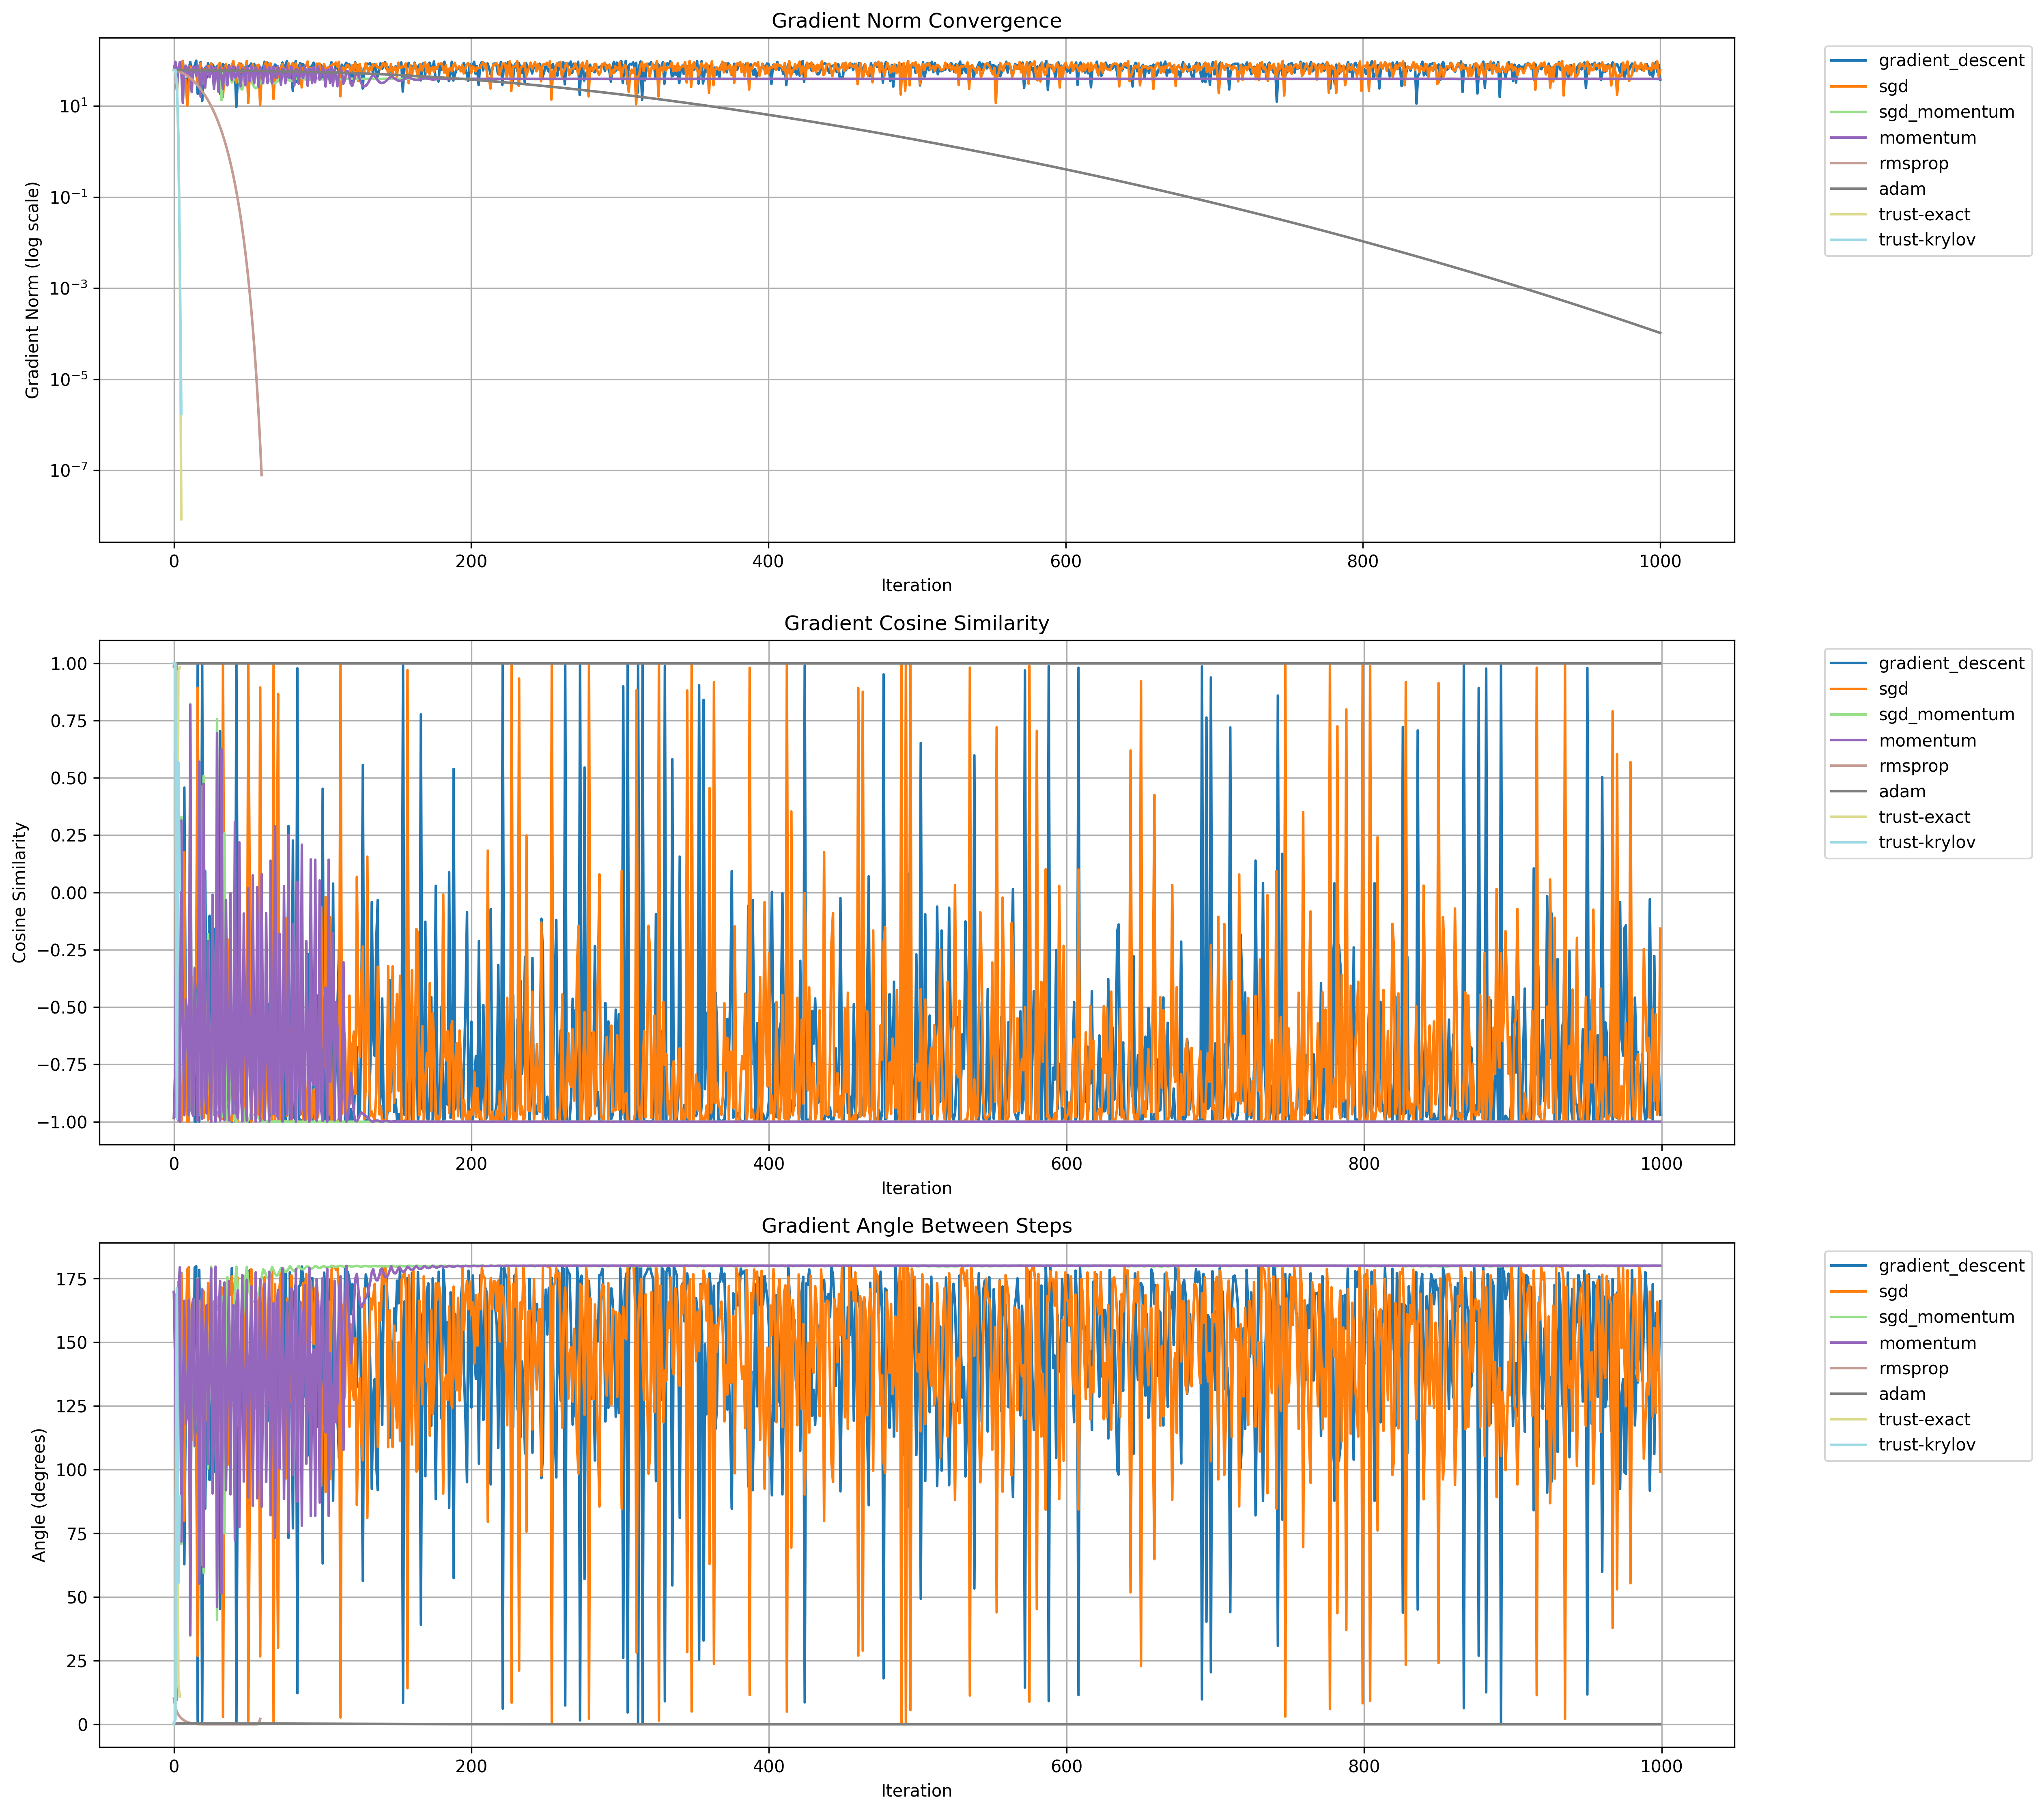 Gradient Norm Convergence
Gradient Norm (log scale)
10^1
10^-1
10^-3
10^-5
10^-7
0 200 400 600 800 1000
Iteration
gradient_descent
sgd
sgd_momentum
momentum
rmsprop
adam
trust-exact
trust-krylov
Gradient Cosine Similarity
Cosine Similarity
1.00
0.75
0.50
0.25
0.00
−0.25
−0.50
−0.75
−1.00
0 200 400 600 800 1000
Iteration
gradient_descent
sgd
sgd_momentum
momentum
rmsprop
adam
trust-exact
trust-krylov
Gradient Angle Between Steps
Angle (degrees)
175
150
125
100
75
50
25
0
0 200 400 600 800 1000
Iteration
gradient_descent
sgd
sgd_momentum
momentum
rmsprop
adam
trust-exact
trust-krylov